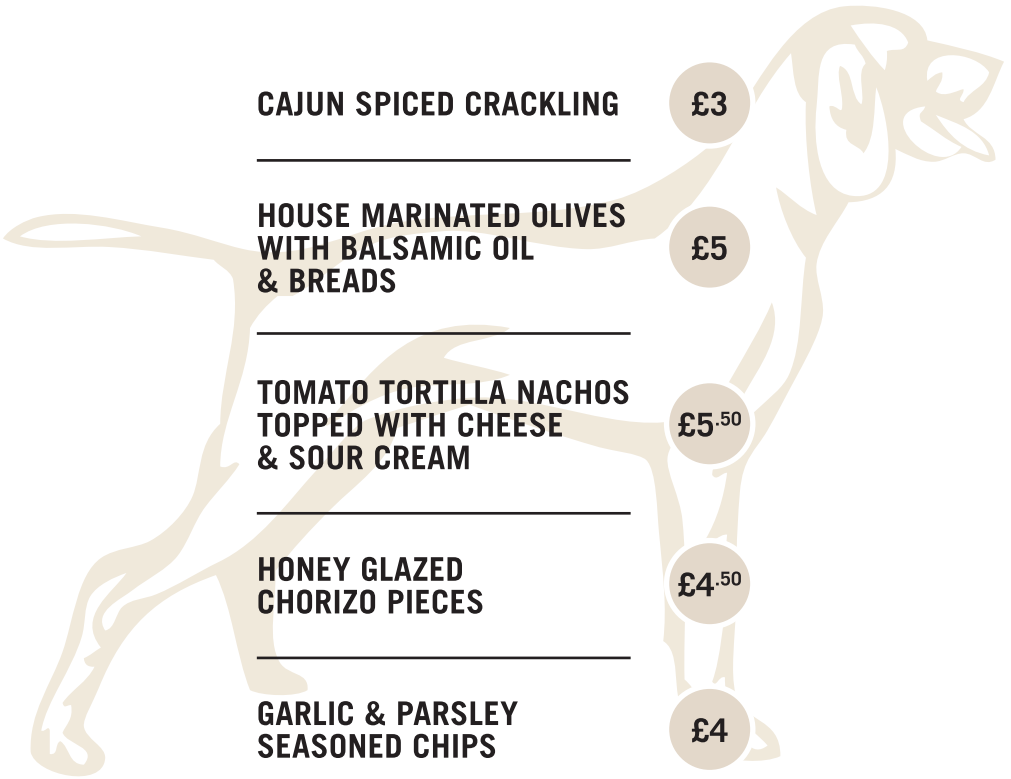 CAJUN SPICED CRACKLING £3
HOUSE MARINATED OLIVES
WITH BALSAMIC OIL £5
& BREADS
TOMATO TORTILLA NACHOS
TOPPED WITH CHEESE £5.50
& SOUR CREAM
HONEY GLAZED
CHORIZO PIECES £4.50
GARLIC & PARSLEY
SEASONED CHIPS £4